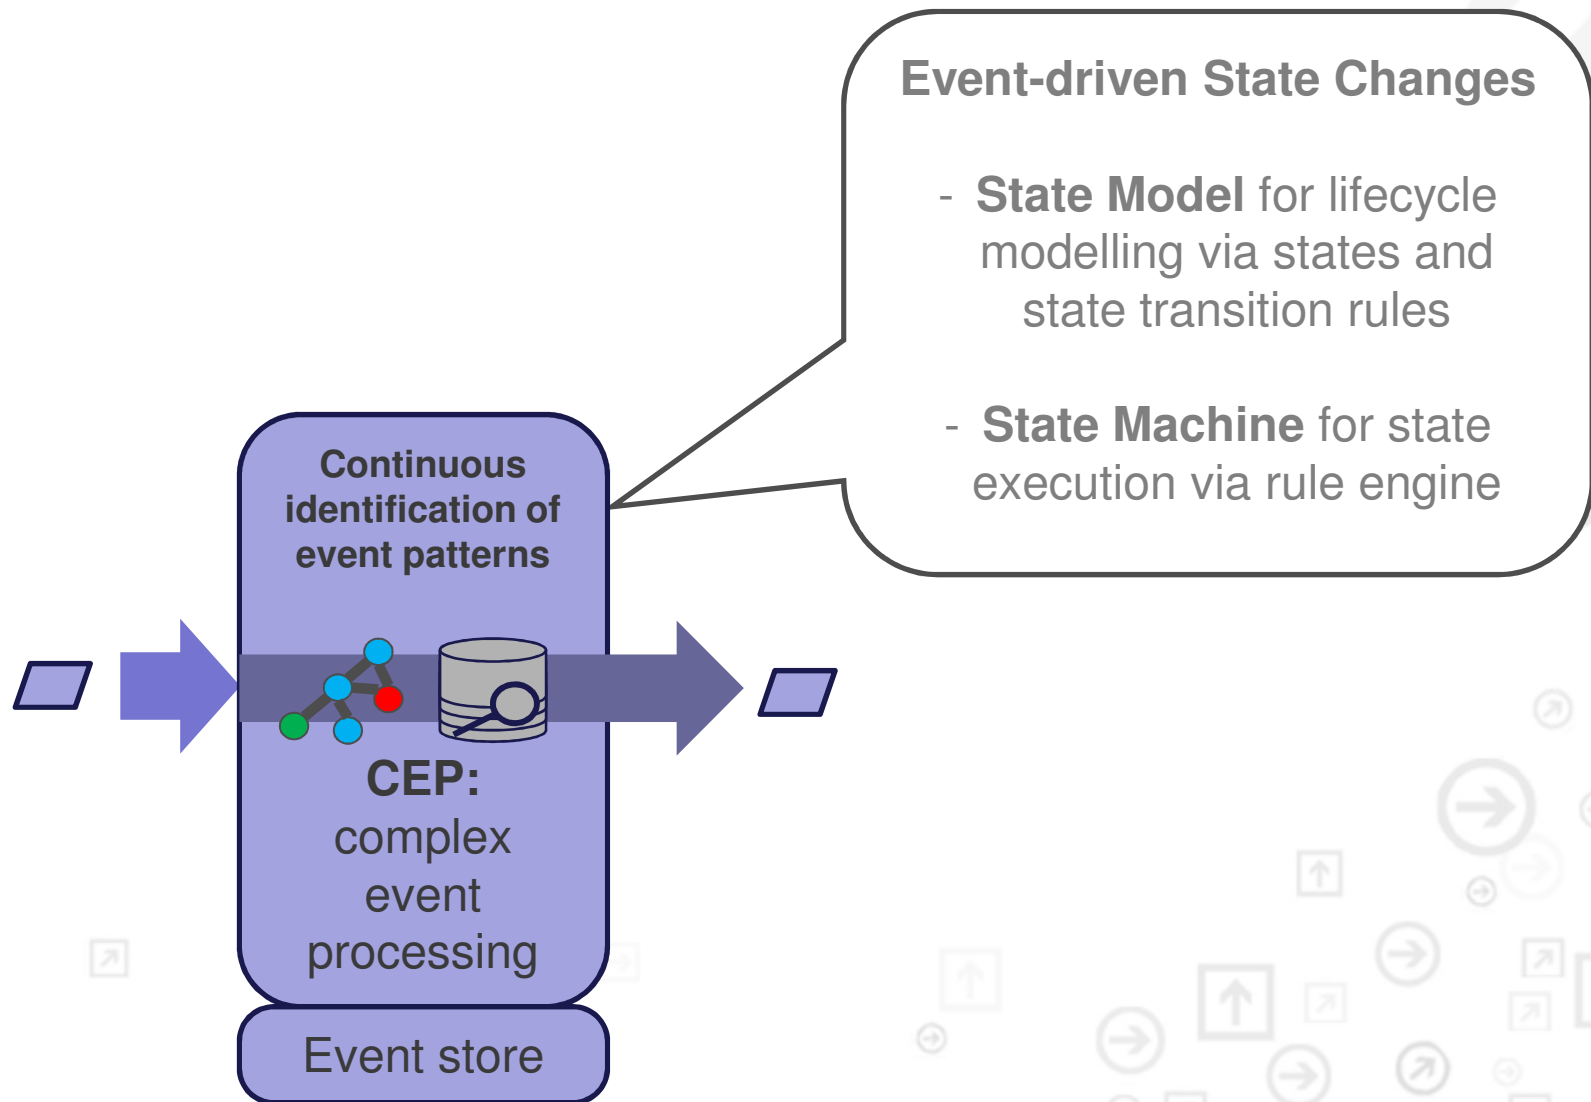 Event-driven State Changes
- State Model for lifecycle
modelling via states and
state transition rules
- State Machine for state
execution via rule engine
Continuous
identification of
event patterns
CEP:
complex
event
processing
Event store